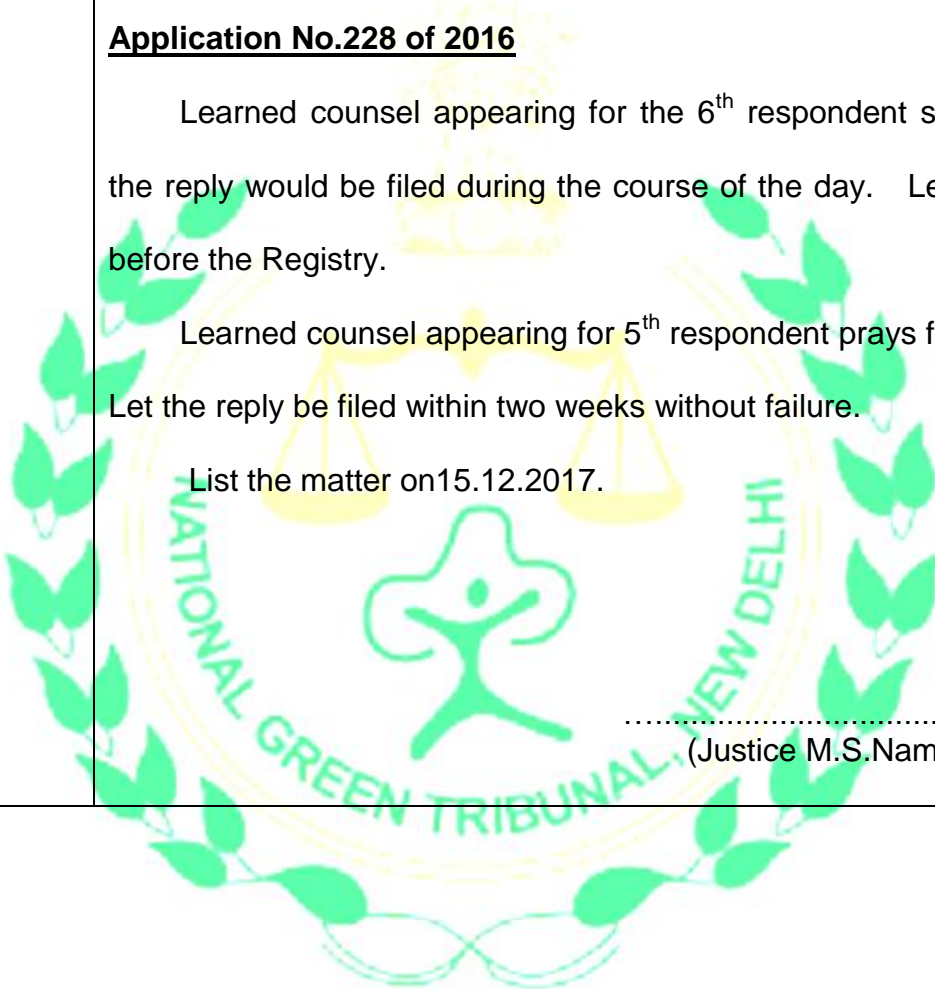 Application No.228 of 2016
Learned counsel appearing for the 6th respondent
the reply would be filed during the course of the day.
before the Registry.
Learned counsel appearing for 5th respondent prays
Let the reply be filed within two weeks without failure.
List the matter on15.12.2017.
NATIONAL GREEN TRIBUNAL, NEW DELHI
…..................................
(Justice M.S.Nam